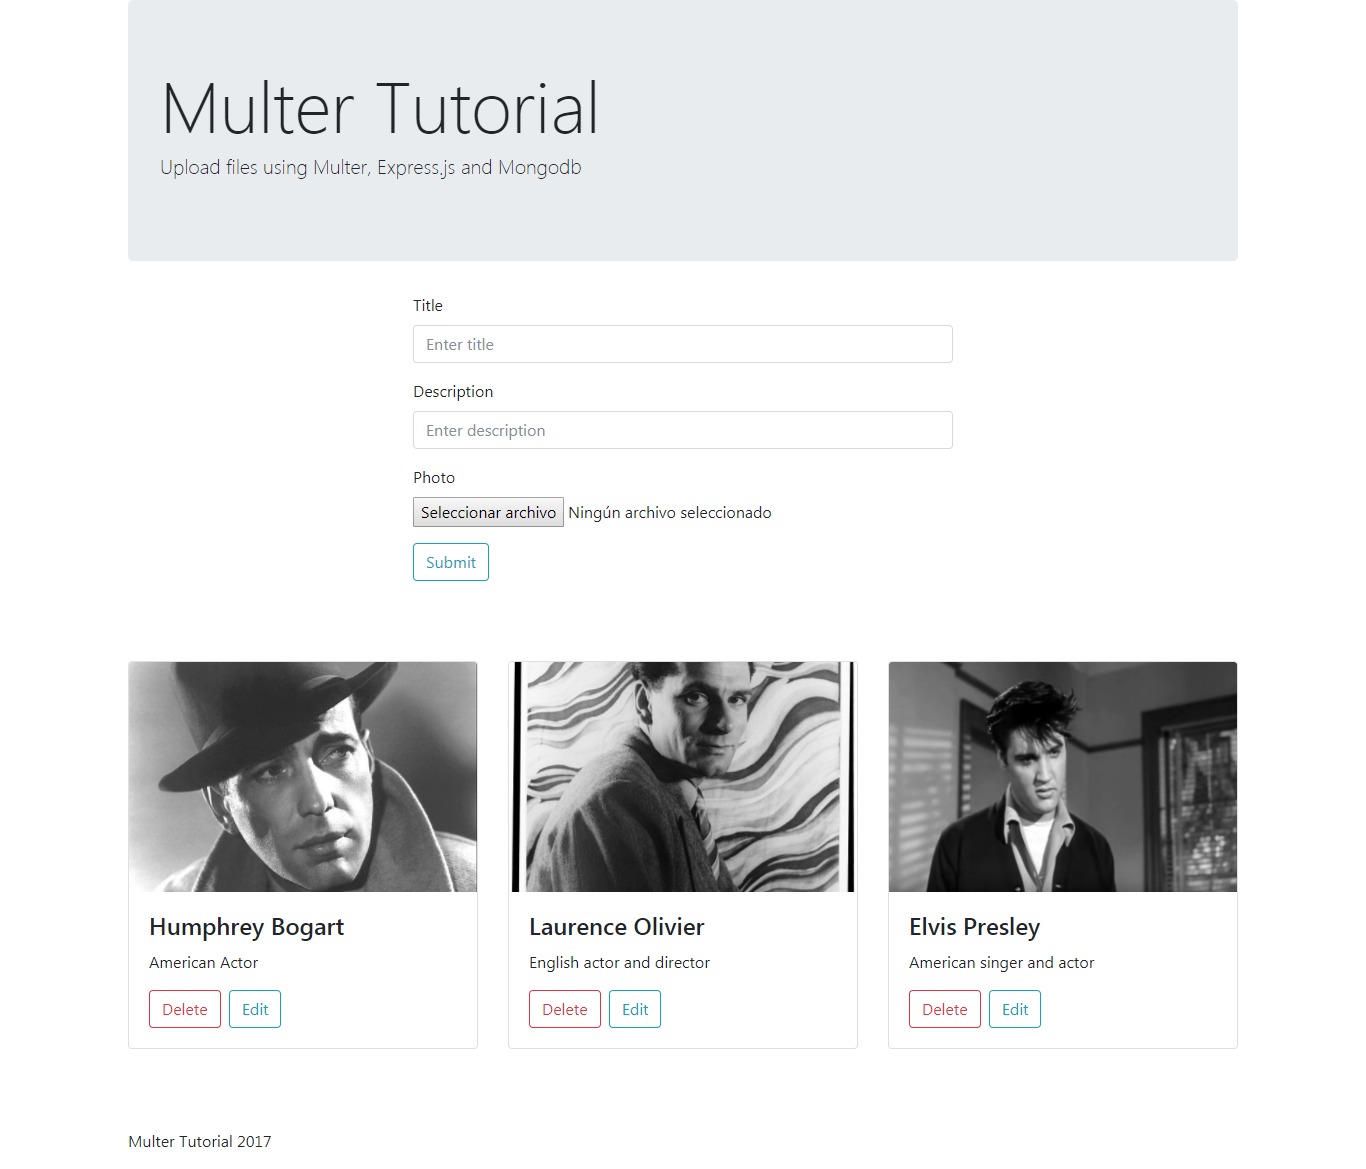 Multer Tutorial
Upload files using Multer, Express.js and Mongodb
Title
Enter title
Description
Enter description
Photo
Seleccionar archivo Ningún archivo seleccionado
Submit
Humphrey Bogart
American Actor
Delete Edit
Laurence Olivier
English actor and director
Delete Edit
Elvis Presley
American singer and actor
Delete Edit
Multer Tutorial 2017